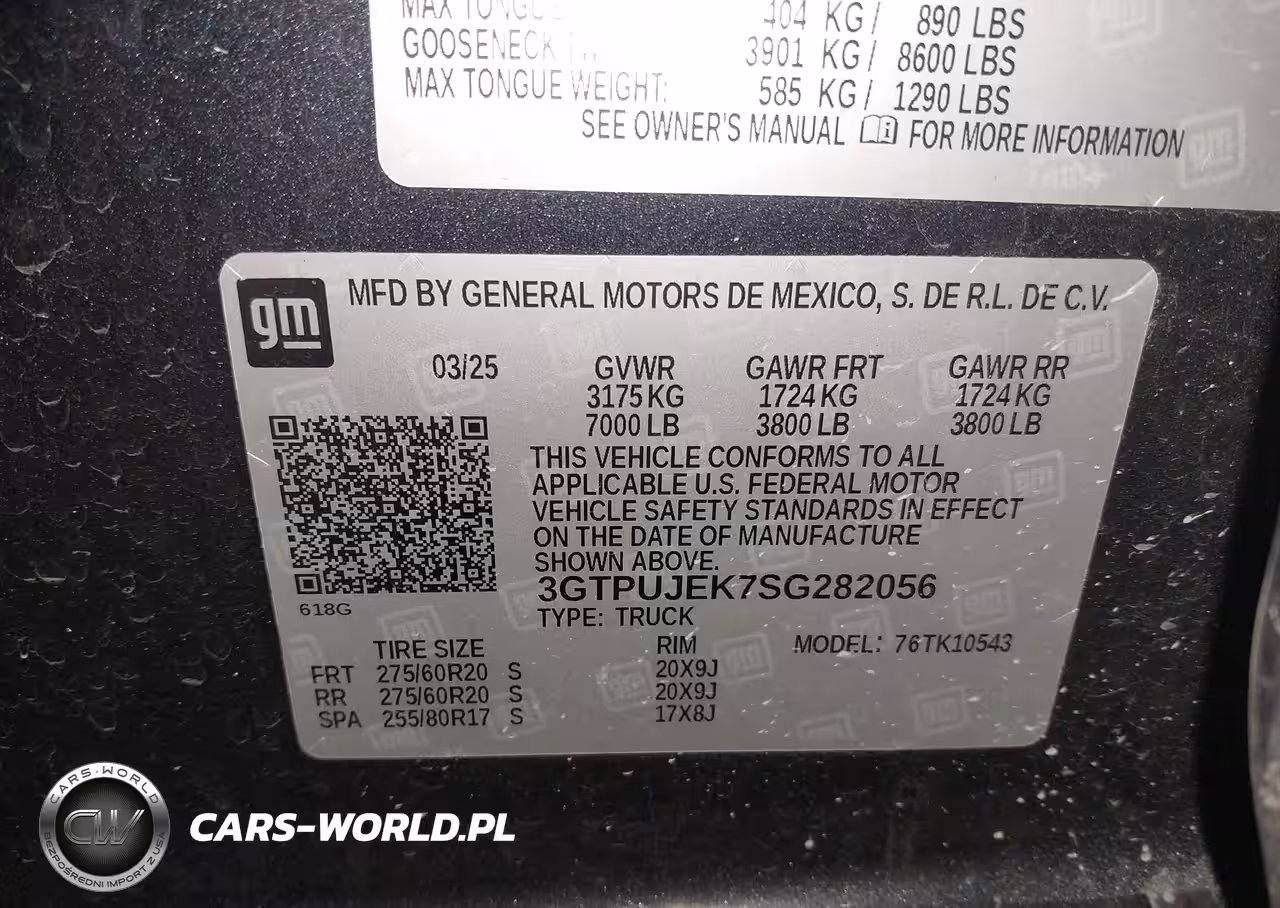 MAX TONGUE
404 KG/ 890 LBS
GOOSENECK
3901 KG/ 8600 LBS
MAX TONGUE WEIGHT: 585 KG/ 1290 LBS
SEE OWNER'S MANUAL FOR MORE INFORMATION
gm
MFD BY GENERAL MOTORS DE MEXICO, S. DE R.L. DE C.V.
03/25 GVWR GAWR FRT GAWR RR
3175 KG 1724 KG 1724 KG
7000 LB 3800 LB 3800 LB
THIS VEHICLE CONFORMS TO ALL
APPLICABLE U.S. FEDERAL MOTOR
VEHICLE SAFETY STANDARDS IN EFFECT
ON THE DATE OF MANUFACTURE
SHOWN ABOVE.
3GTPUJEK7SG282056
618G
TYPE: TRUCK
TIRE SIZE RIM MODEL: 76TK10543
FRT 275/60R20 S 20X9J
RR 275/60R20 S 20X9J
SPA 255/80R17 S 17X8J
CARS-WORLD
CW
BEZPOŚREDNI IMPORT Z USA
CARS-WORLD.PL